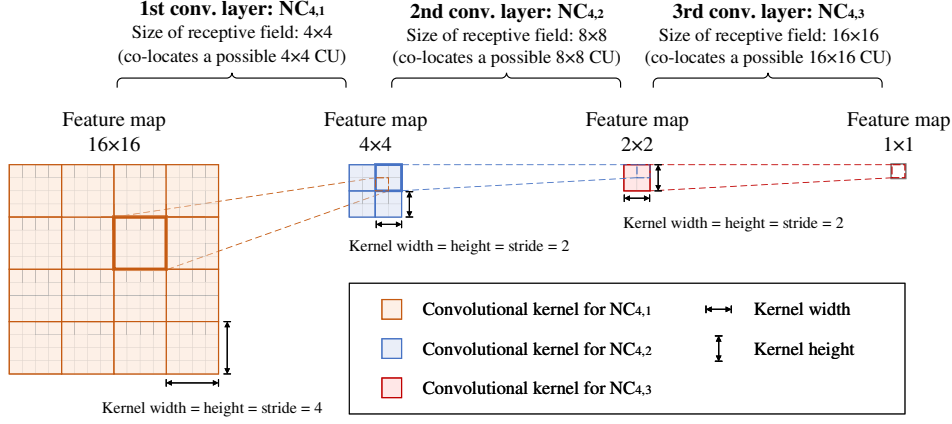 1st conv. layer: NC4,1
Size of receptive field: 4×4
(co-locates a possible 4×4 CU)
2nd conv. layer: NC4,2
Size of receptive field: 8×8
(co-locates a possible 8×8 CU)
3rd conv. layer: NC4,3
Size of receptive field: 16×16
(co-locates a possible 16×16 CU)
Feature map
16×16
Feature map
4×4
Feature map
2×2
Feature map
1×1
Kernel width = height = stride = 2
Kernel width = height = stride = 2
Kernel width = height = stride = 4
Convolutional kernel for NC4,1
Kernel width
Convolutional kernel for NC4,2
Kernel height
Convolutional kernel for NC4,3